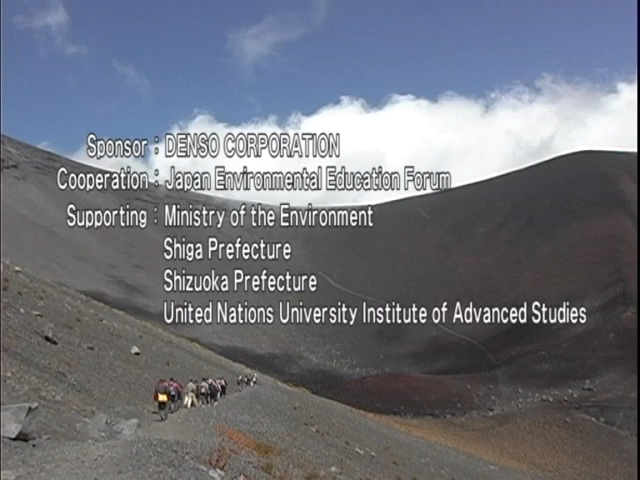 Sponsor : DENSO CORPORATION
Cooperation : Japan Environmental Education Forum
Supporting : Ministry of the Environment
Shiga Prefecture
Shizuoka Prefecture
United Nations University Institute of Advanced Studies